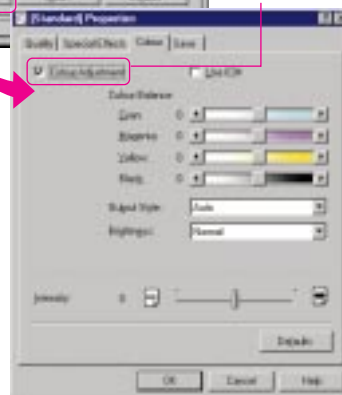 [Standard] Properties
Quality Special Effects Colour Save
Colour Adjustment Use ICM
Colour Balance
Cyan 0
Magenta 0
Yellow 0
Black 0
Output Style: Auto
Brightness: Normal
Intensity: 0
Defaults
OK Cancel Help